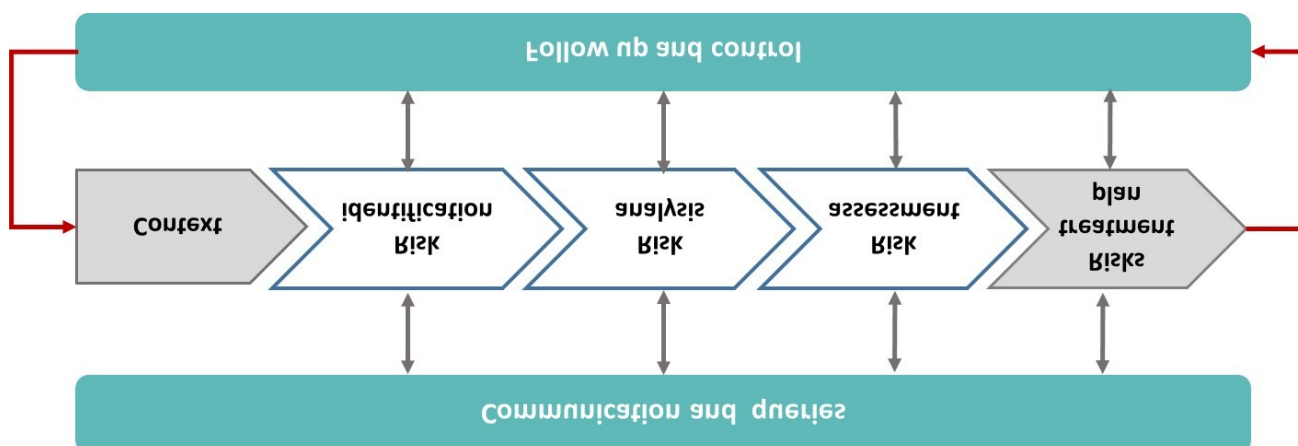 Communication and queries
Context
Risk
identification
Risk
analysis
Risk
assessment
Risks
treatment
plan
Follow up and control